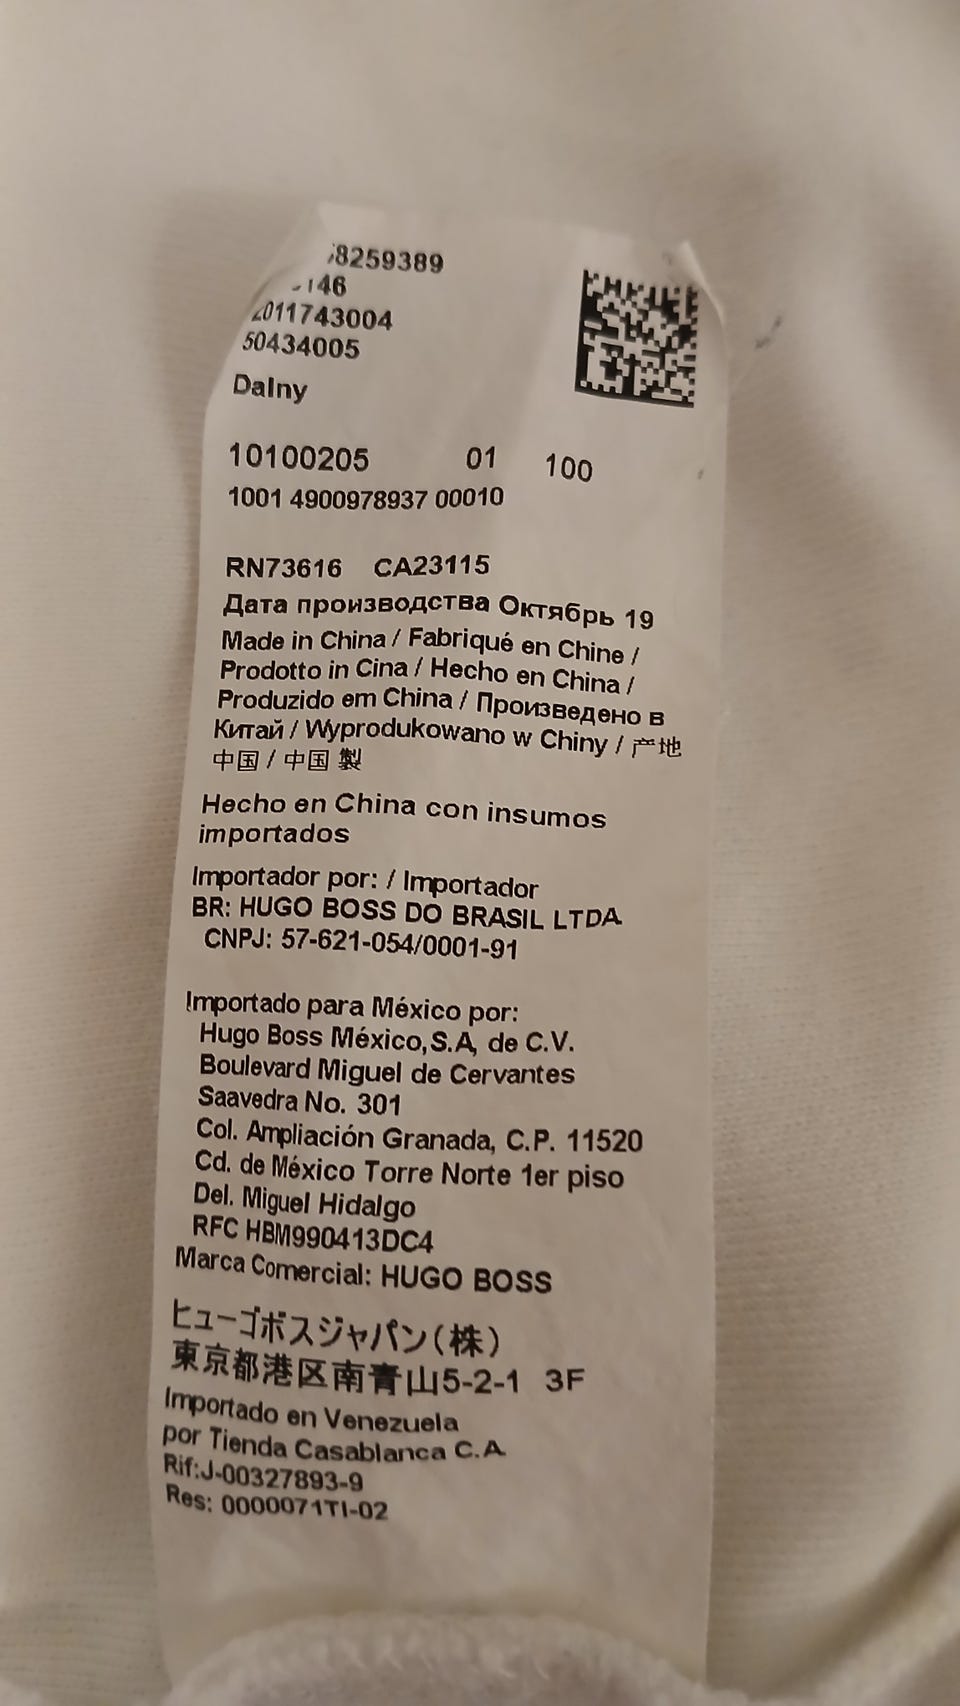 8259389
146
2011743004
50434005
Dalny
10100205 01 100
1001 4900978937 00010
RN73616 CA23115
Дата производства Октябрь 19
Made in China / Fabriqué en Chine /
Prodotto in Cina / Hecho en China /
Produzido em China / Произведено в
Китай / Wyprodukowano w Chiny / 产地
中国 / 中国 製
Hecho en China con insumos
importados
Importador por: / Importador
BR: HUGO BOSS DO BRASIL LTDA
CNPJ: 57-621-054/0001-91
Importado para México por:
Hugo Boss México,S.A, de C.V.
Boulevard Miguel de Cervantes
Saavedra No. 301
Col. Ampliación Granada, C.P. 11520
Cd. de México Torre Norte 1er piso
Del. Miguel Hidalgo
RFC HBM990413DC4
Marca Comercial: HUGO BOSS
ヒューゴボスジャパン(株)
東京都港区南青山5-2-1 3F
Importado en Venezuela
por Tienda Casablanca C.A.
Rif:J-00327893-9
Res: 0000071TI-02